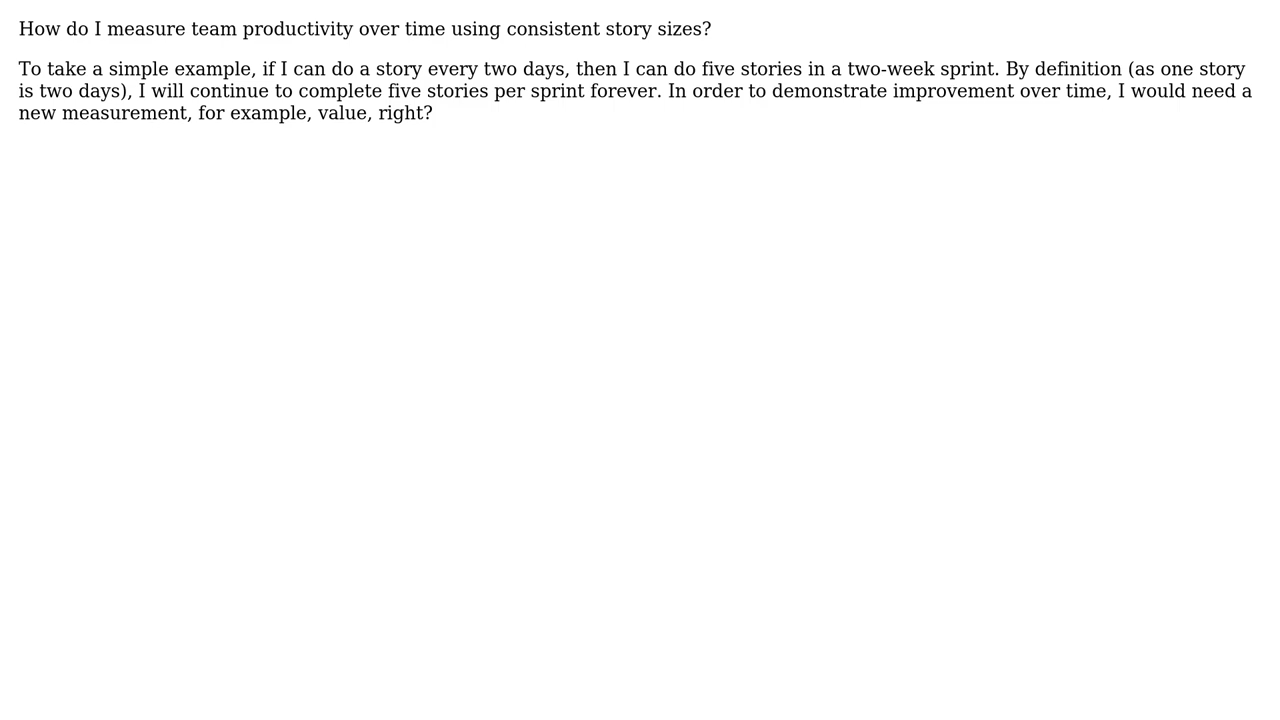 How do I measure team productivity over time using consistent story sizes?
To take a simple example, if I can do a story every two days, then I can do five stories in a two-week sprint. By definition (as one story
is two days), I will continue to complete five stories per sprint forever. In order to demonstrate improvement over time, I would need a
new measurement, for example, value, right?